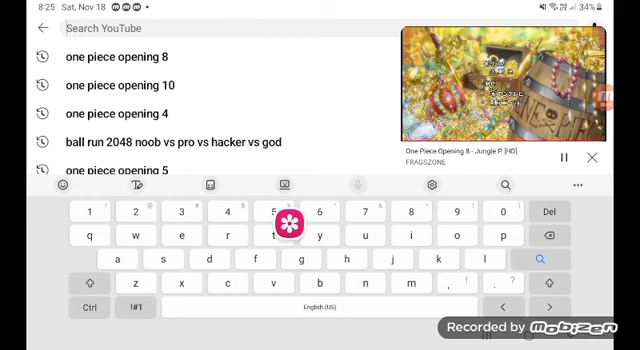 8:25 Sat, Nov 18
34%
Search YouTube
one piece opening 8
one piece opening 10
one piece opening 4
ball run 2048 noob vs pro vs hacker vs god
one piece opening 5
ONE PIECE
One Piece Opening 8 - Jungle P. [HD]
FRAGSZONE
1 2 3 4 5 6 7 8 9 0 Del
q w e r t y u i o p
a s d f g h j k l
z x c v b n m , ! . ?
Ctrl !#1 English (US) < >
Recorded by Mobizen